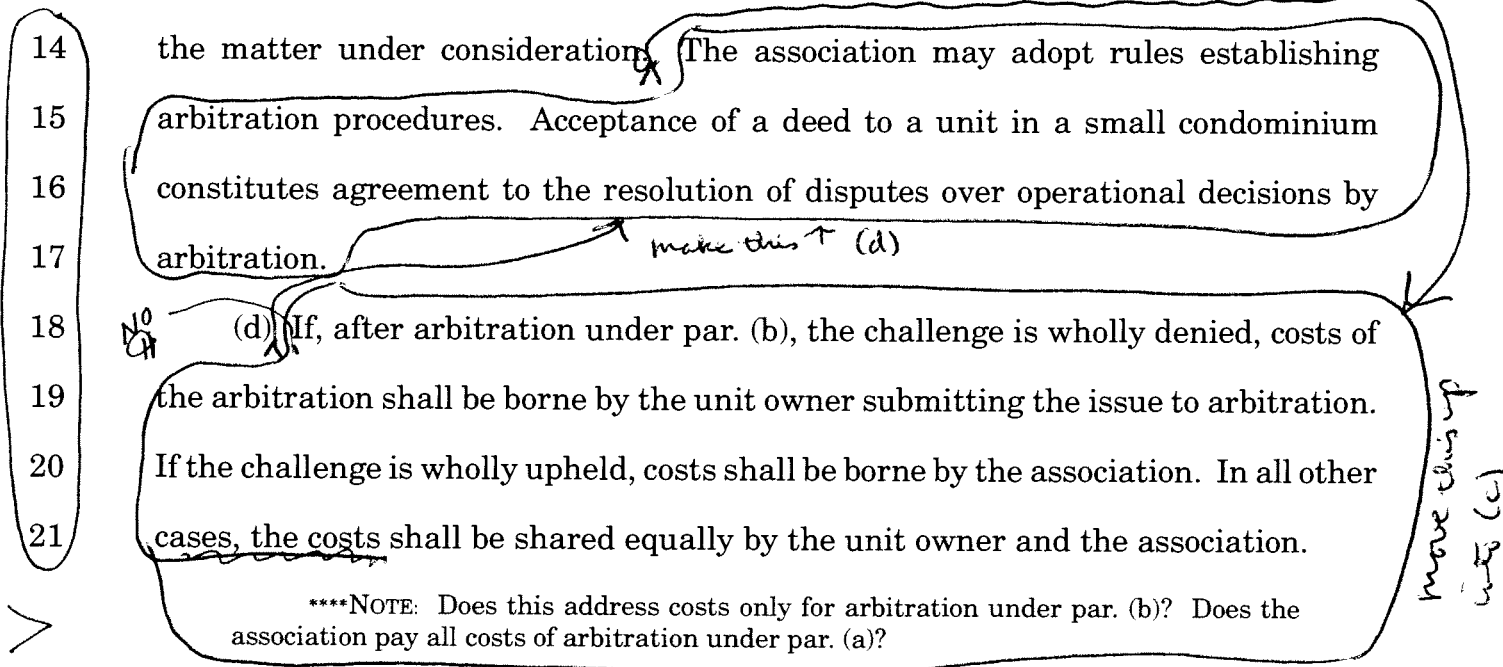 14 the matter under consideration. The association may adopt rules establishing
15 arbitration procedures. Acceptance of a deed to a unit in a small condominium
16 constitutes agreement to the resolution of disputes over operational decisions by
make this ↑ (d)
17 arbitration.
NO CH
18 (d) If, after arbitration under par. (b), the challenge is wholly denied, costs of
19 the arbitration shall be borne by the unit owner submitting the issue to arbitration.
20 If the challenge is wholly upheld, costs shall be borne by the association. In all other
21 cases, the costs shall be shared equally by the unit owner and the association.
move this up
into (c)
****NOTE: Does this address costs only for arbitration under par. (b)? Does the
association pay all costs of arbitration under par. (a)?